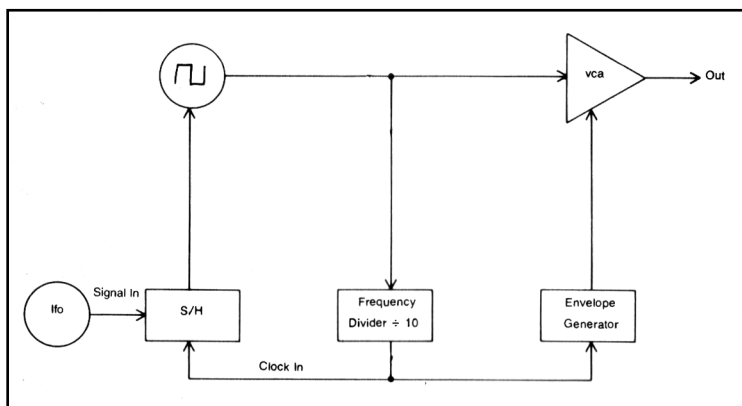 vca
Out
Signal In
lfo
S/H
Frequency
Divider ÷ 10
Envelope
Generator
Clock In